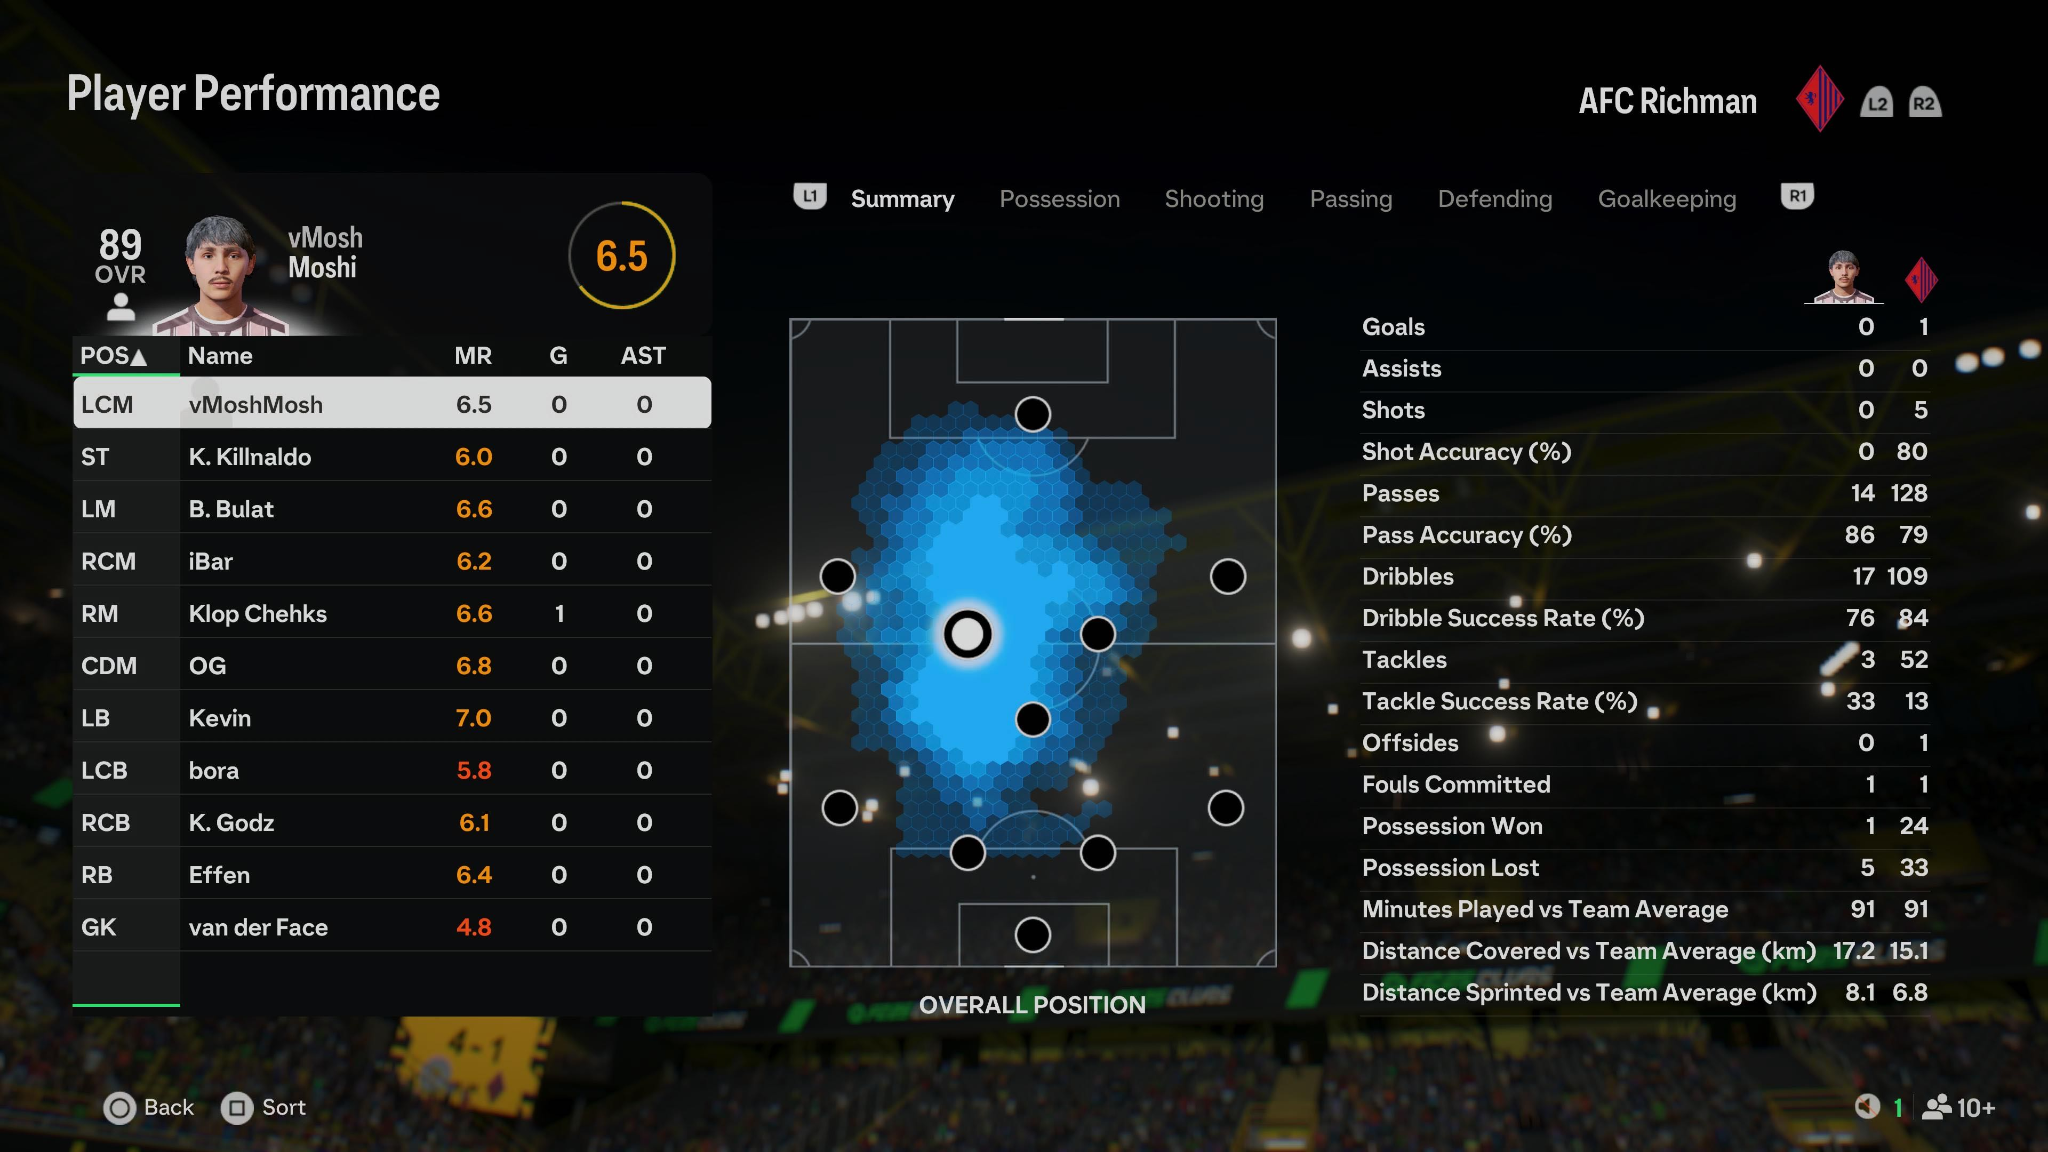 Player Performance
AFC Richman
L2 R2
89
OVR
vMosh
Moshi
6.5
L1 Summary Possession Shooting Passing Defending Goalkeeping R1
POS▲ Name MR G AST
LCM vMoshMosh 6.5 0 0
ST K. Killnaldo 6.0 0 0
LM B. Bulat 6.6 0 0
RCM iBar 6.2 0 0
RM Klop Chehks 6.6 1 0
CDM OG 6.8 0 0
LB Kevin 7.0 0 0
LCB bora 5.8 0 0
RCB K. Godz 6.1 0 0
RB Effen 6.4 0 0
GK van der Face 4.8 0 0
OVERALL POSITION
Goals 0 1
Assists 0 0
Shots 0 5
Shot Accuracy (%) 0 80
Passes 14 128
Pass Accuracy (%) 86 79
Dribbles 17 109
Dribble Success Rate (%) 76 84
Tackles 3 52
Tackle Success Rate (%) 33 13
Offsides 0 1
Fouls Committed 1 1
Possession Won 1 24
Possession Lost 5 33
Minutes Played vs Team Average 91 91
Distance Covered vs Team Average (km) 17.2 15.1
Distance Sprinted vs Team Average (km) 8.1 6.8
4-1
Back Sort
1 10+